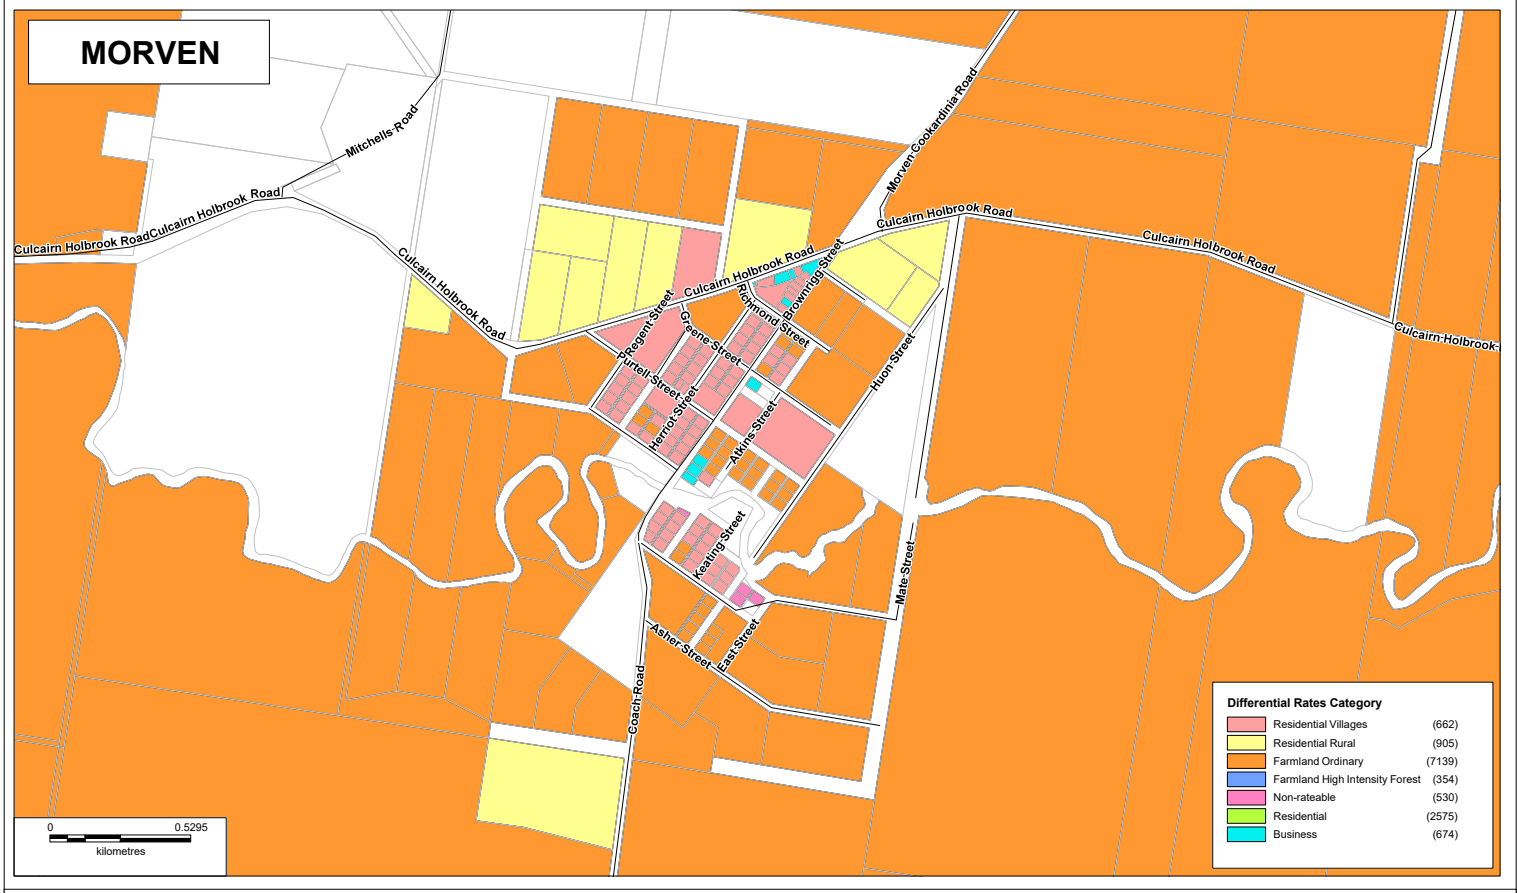 MORVEN
Mitchells-Road
Morven-Cookardinia-Road
Culcairn Holbrook Road
Culcairn Holbrook Road
Culcairn Holbrook Road
Culcairn Holbrook Road
Culcairn Holbrook Road
Culcairn Holbrook Road
Culcairn-Holbrook-
Brownrigg-Street
Richmond Street
Regent-Street
Greene-Street
Purtell-Street
Huon-Street
Herriot-Street
Atkins-Street
Keating-Street
Mate-Street
Asher-Street
East-Street
Coach-Road
Differential Rates Category
Residential Villages (662)
Residential Rural (905)
Farmland Ordinary (7139)
Farmland High Intensity Forest (354)
Non-rateable (530)
Residential (2575)
Business (674)
0 0.5295
kilometres